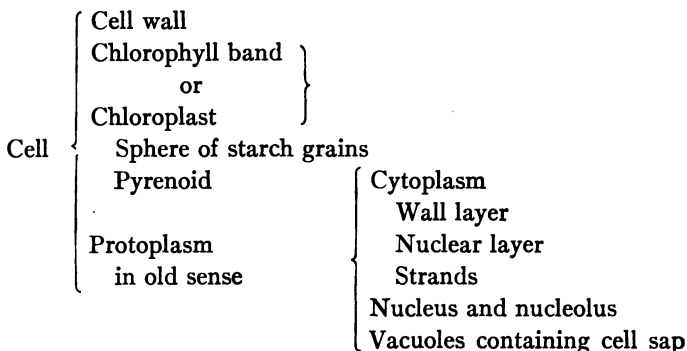 Cell
Cell wall
Chlorophyll band
or
Chloroplast
Sphere of starch grains
Pyrenoid
Protoplasm
in old sense
Cytoplasm
Wall layer
Nuclear layer
Strands
Nucleus and nucleolus
Vacuoles containing cell sap